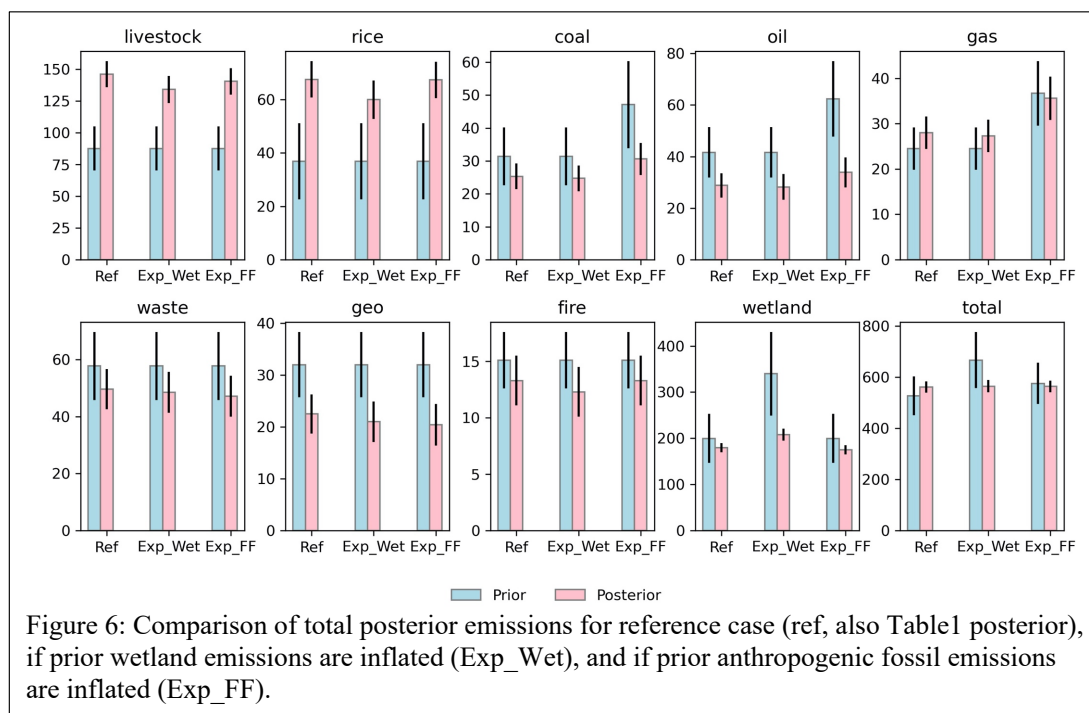 livestock rice coal oil gas
150 125 100 75 50 25 0
60 40 20 0
60 50 40 30 20 10 0
80 60 40 20 0
40 30 20 10 0
Ref Exp_Wet Exp_FF Ref Exp_Wet Exp_FF Ref Exp_Wet Exp_FF Ref Exp_Wet Exp_FF Ref Exp_Wet Exp_FF
waste geo fire wetland total
60 40 20 0
40 30 20 10 0
15 10 5 0
400 300 200 100 0
800 600 400 200 0
Ref Exp_Wet Exp_FF Ref Exp_Wet Exp_FF Ref Exp_Wet Exp_FF Ref Exp_Wet Exp_FF Ref Exp_Wet Exp_FF
Prior Posterior
Figure 6: Comparison of total posterior emissions for reference case (ref, also Table1 posterior),
if prior wetland emissions are inflated (Exp_Wet), and if prior anthropogenic fossil emissions
are inflated (Exp_FF).